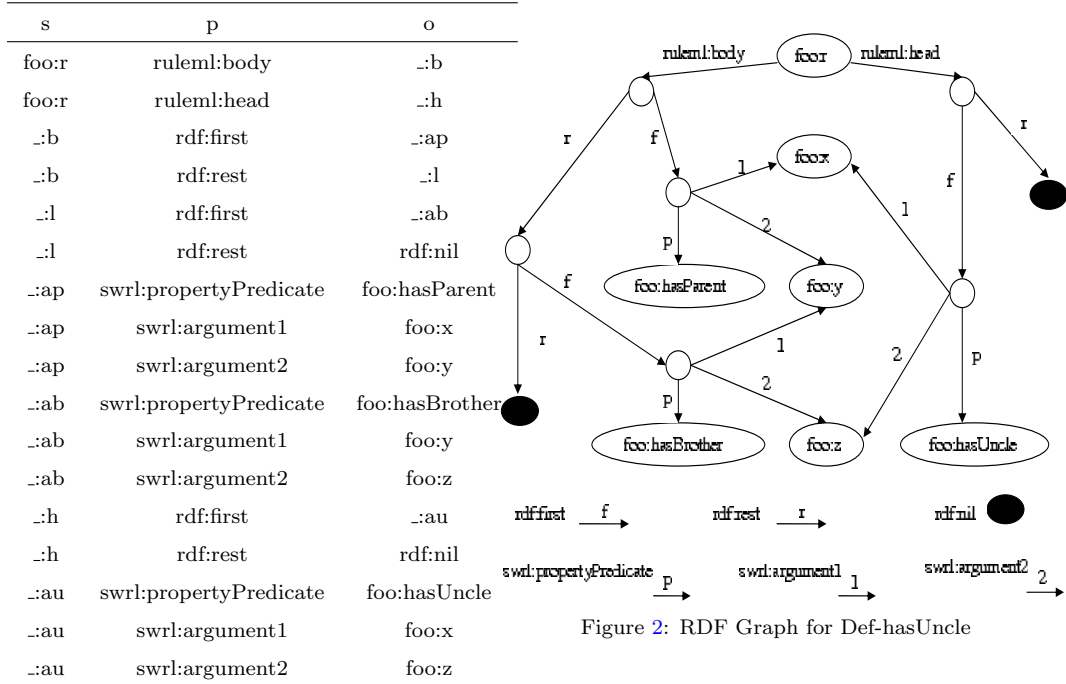 s p o
foo:r ruleml:body _:b
foo:r ruleml:head _:h
_:b rdf:first _:ap
_:b rdf:rest _:l
_:l rdf:first _:ab
_:l rdf:rest rdf:nil
_:ap swrl:propertyPredicate foo:hasParent
_:ap swrl:argument1 foo:x
_:ap swrl:argument2 foo:y
_:ab swrl:propertyPredicate foo:hasBrother
_:ab swrl:argument1 foo:y
_:ab swrl:argument2 foo:z
_:h rdf:first _:au
_:h rdf:rest rdf:nil
_:au swrl:propertyPredicate foo:hasUncle
_:au swrl:argument1 foo:x
_:au swrl:argument2 foo:z
ruleml:body foo:r ruleml:head
r f r
1 foo:x
f
1
2
p
f foo:hasParent foo:y
r 1
2 p
2
p
foo:hasBrother foo:z foo:hasUncle
rdf:first f rdf:rest r rdf:nil
swrl:propertyPredicate p swrl:argument1 1 swrl:argument2 2
Figure 2: RDF Graph for Def-hasUncle